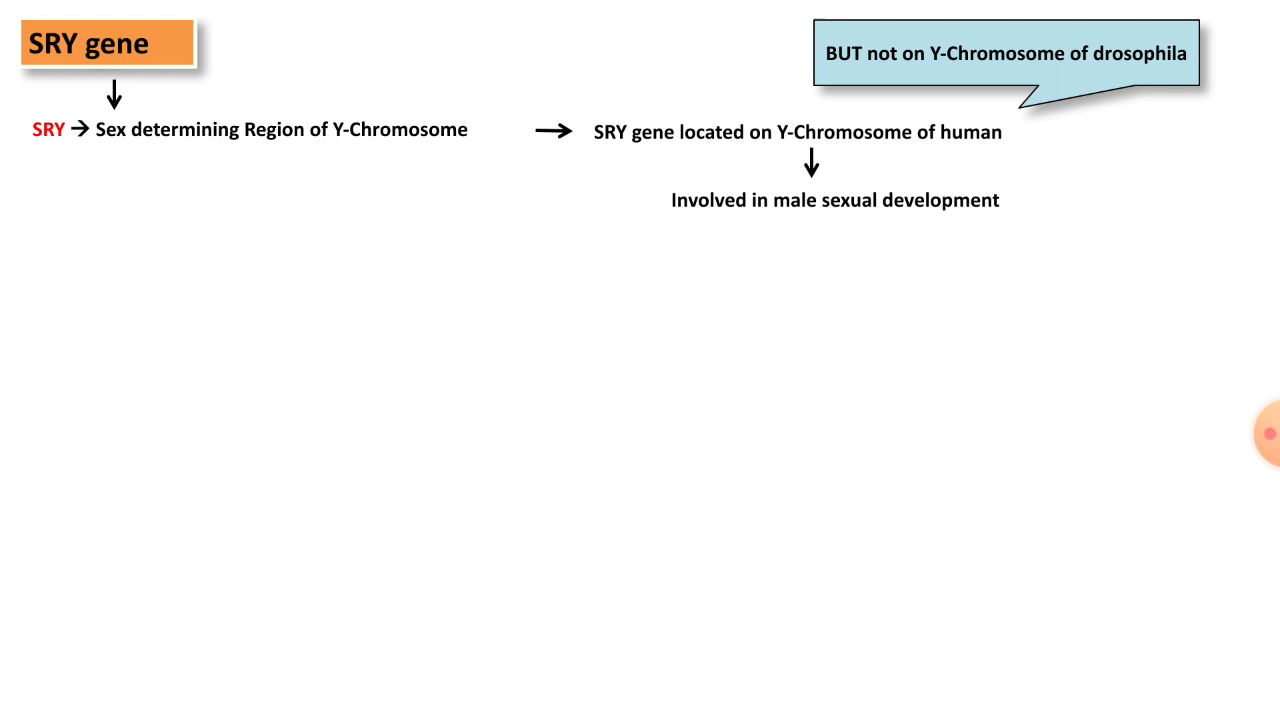 SRY gene
BUT not on Y-Chromosome of drosophila
SRY → Sex determining Region of Y-Chromosome
SRY gene located on Y-Chromosome of human
Involved in male sexual development